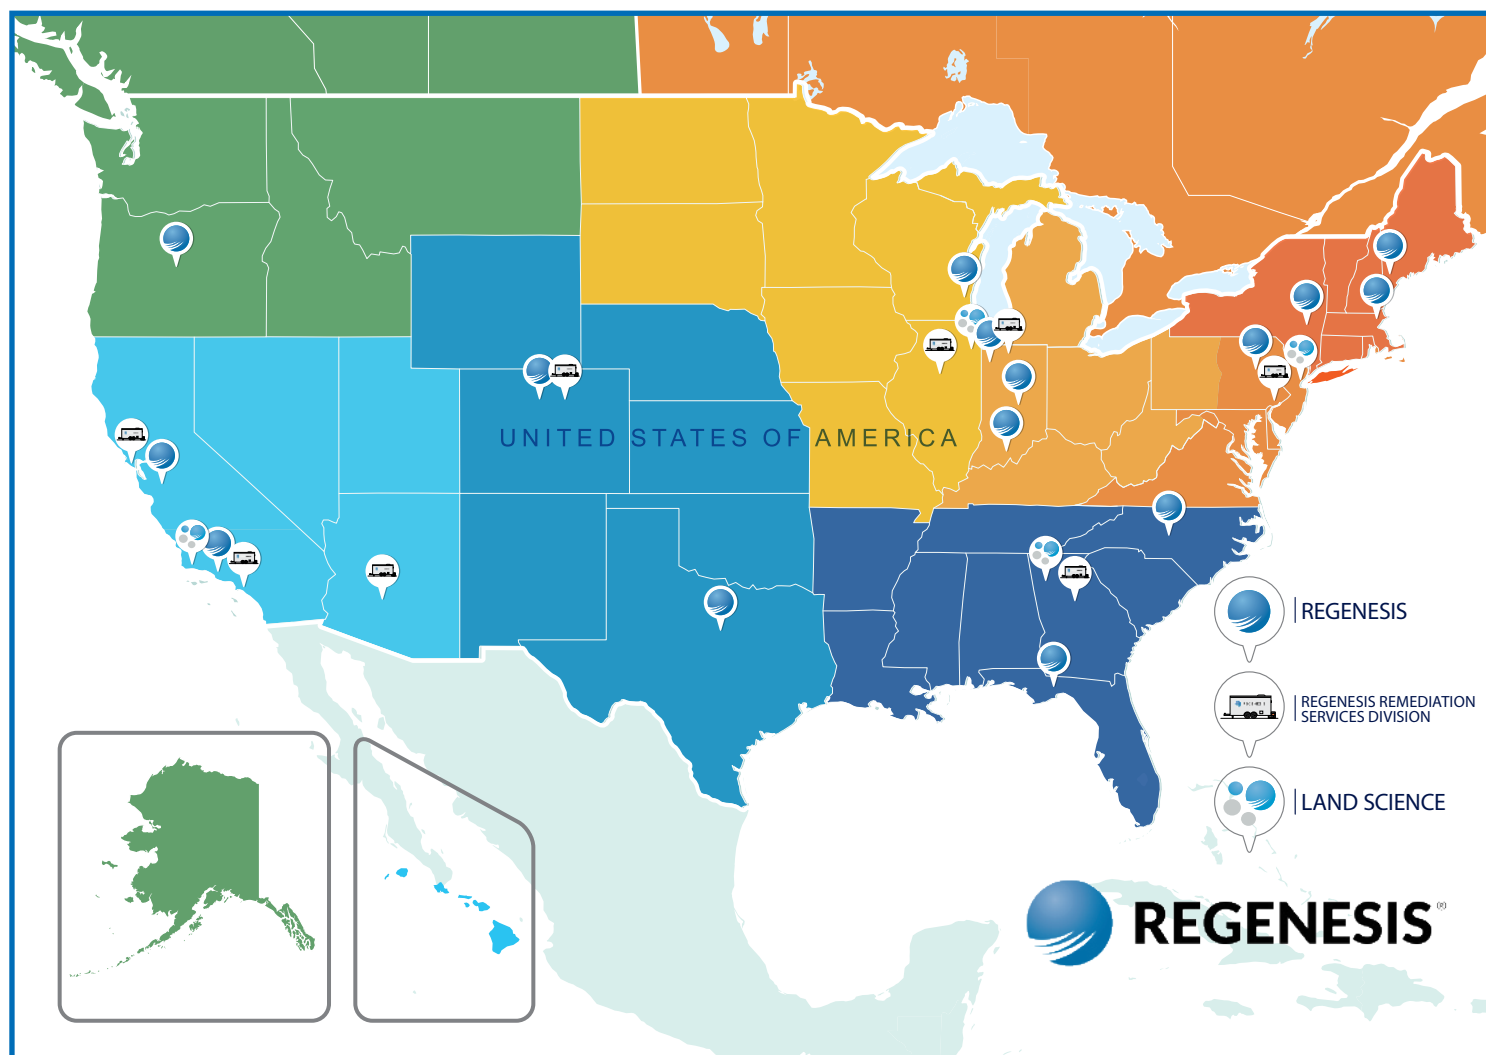 UNITED STATES OF AMERICA
REGENESIS
REGENESIS REMEDIATION
SERVICES DIVISION
LAND SCIENCE
REGENESIS®